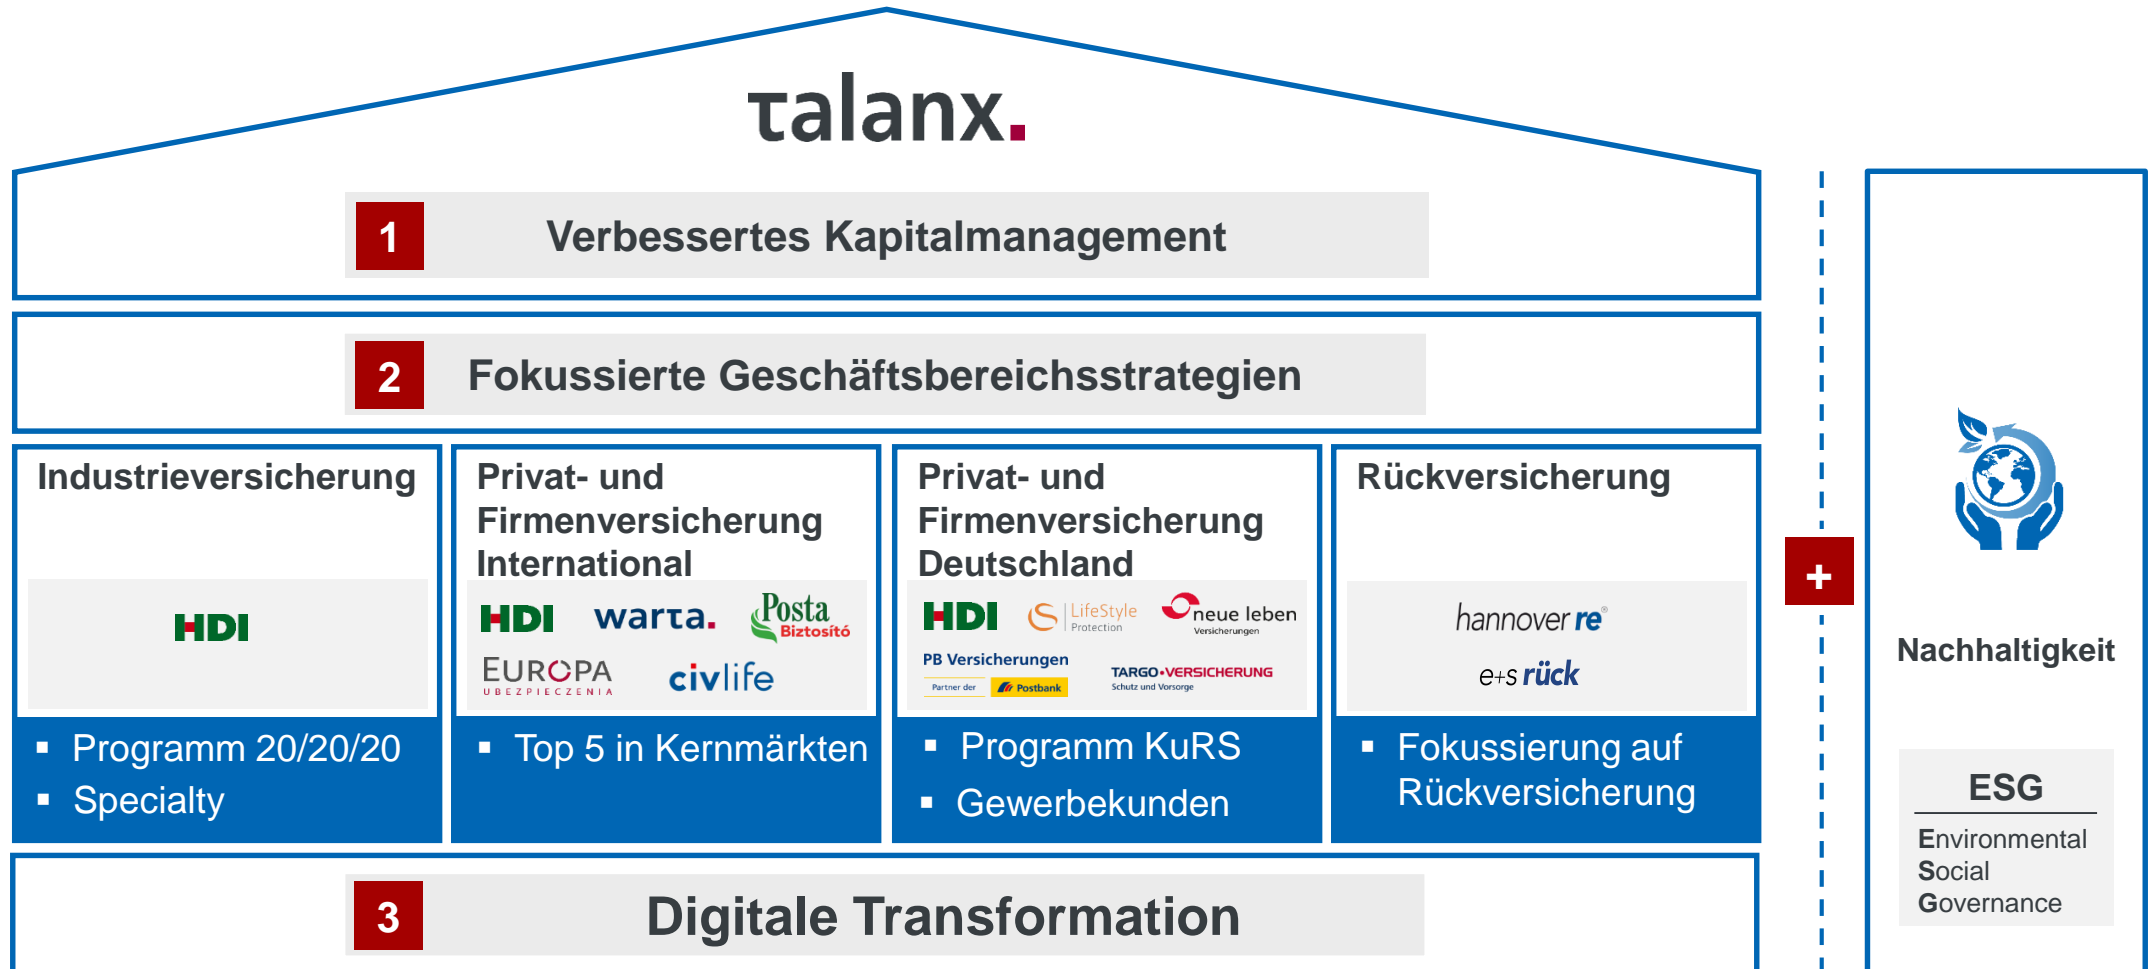 talanx.
1 Verbessertes Kapitalmanagement
2 Fokussierte Geschäftsbereichsstrategien
Industrieversicherung
HDI
▪ Programm 20/20/20
▪ Specialty
Privat- und
Firmenversicherung
International
HDI warta. Posta
Biztosító
EUROPA
UBEZPIECZENIA
civlife
▪ Top 5 in Kernmärkten
Privat- und
Firmenversicherung
Deutschland
HDI
LifeStyle
Protection
neue leben
Versicherungen
PB Versicherungen
Partner der Postbank
TARGO•VERSICHERUNG
Schutz und Vorsorge
▪ Programm KuRS
▪ Gewerbekunden
Rückversicherung
hannover re®
e+s rück
▪ Fokussierung auf
Rückversicherung
3 Digitale Transformation
+
Nachhaltigkeit
ESG
Environmental
Social
Governance